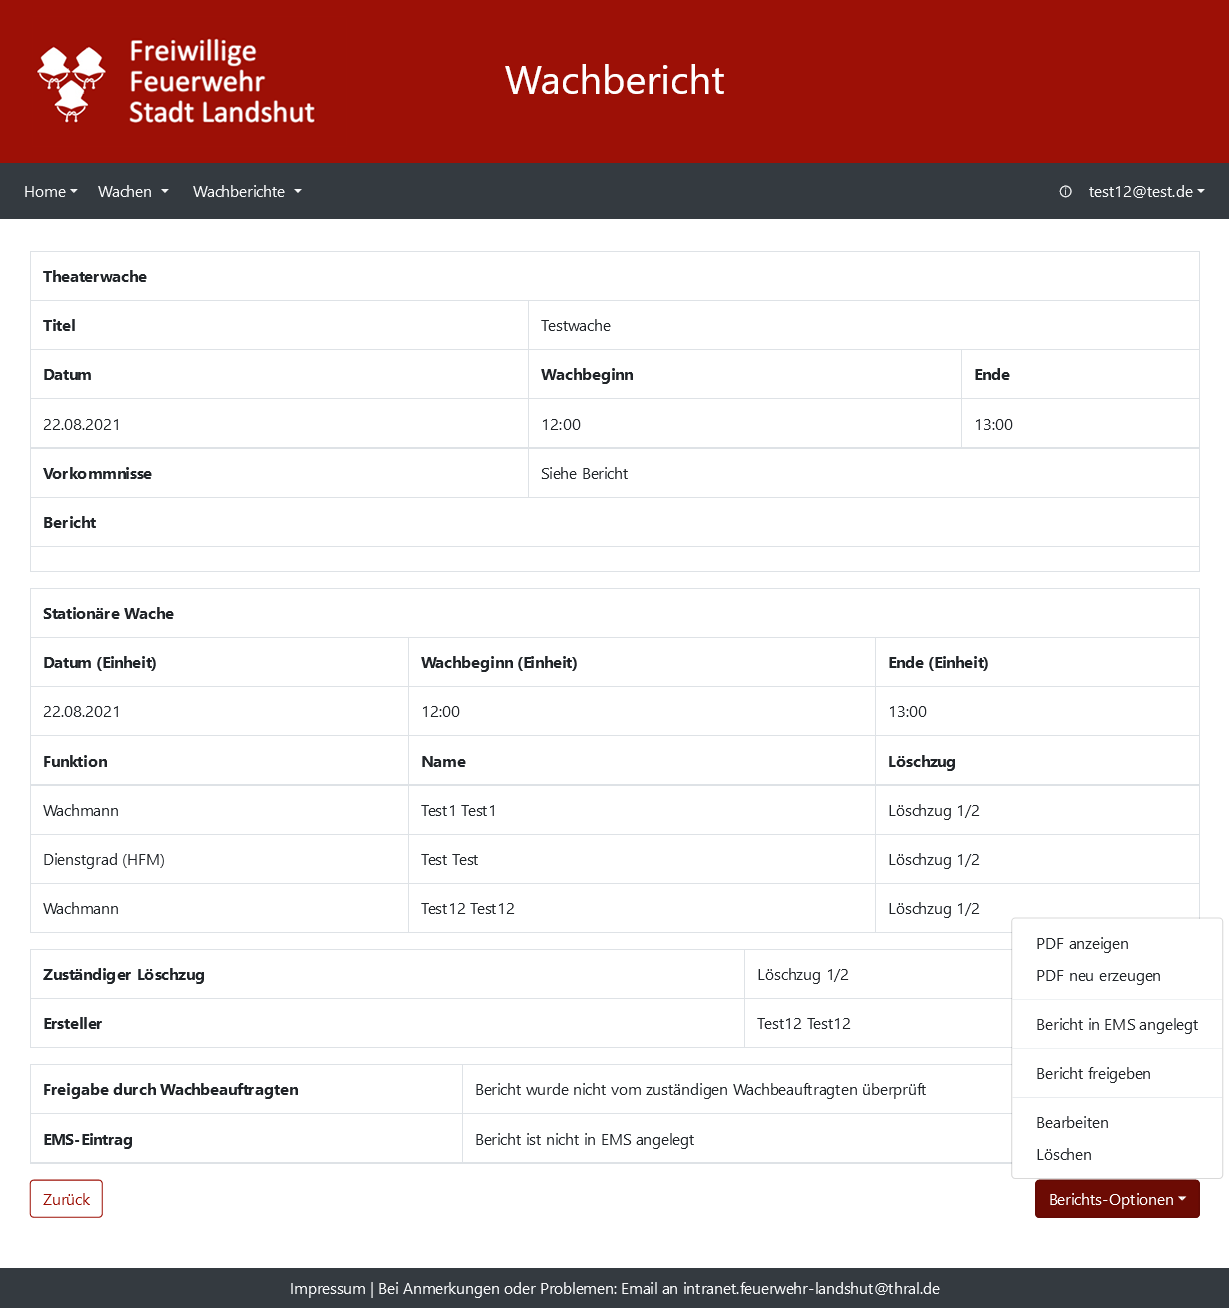 Freiwillige
Feuerwehr
Stadt Landshut
Wachbericht
Home Wachen Wachberichte test12@test.de
Theaterwache
Titel Testwache
Datum Wachbeginn Ende
22.08.2021 12:00 13:00
Vorkommnisse Siehe Bericht
Bericht
Stationäre Wache
Datum (Einheit) Wachbeginn (Einheit) Ende (Einheit)
22.08.2021 12:00 13:00
Funktion Name Löschzug
Wachmann Test1 Test1 Löschzug 1/2
Dienstgrad (HFM) Test Test Löschzug 1/2
Wachmann Test12 Test12 Löschzug 1/2
Zuständiger Löschzug Löschzug 1/2
Ersteller Test12 Test12
Freigabe durch Wachbeauftragten Bericht wurde nicht vom zuständigen Wachbeauftragten überprüft
EMS-Eintrag Bericht ist nicht in EMS angelegt
PDF anzeigen
PDF neu erzeugen
Bericht in EMS angelegt
Bericht freigeben
Bearbeiten
Löschen
Zurück Berichts-Optionen
Impressum | Bei Anmerkungen oder Problemen: Email an intranet.feuerwehr-landshut@thral.de